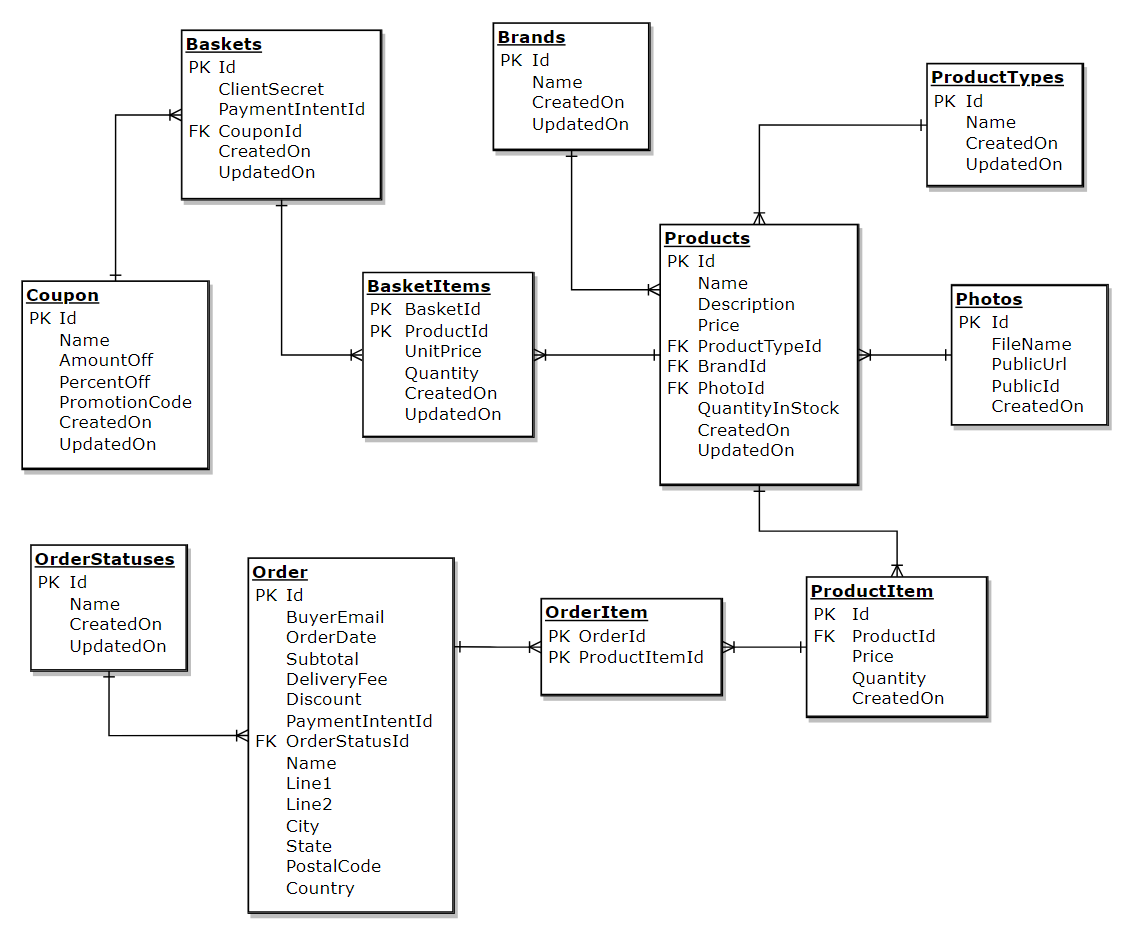 Baskets
PK Id
ClientSecret
PaymentIntentId
FK CouponId
CreatedOn
UpdatedOn
Brands
PK Id
Name
CreatedOn
UpdatedOn
ProductTypes
PK Id
Name
CreatedOn
UpdatedOn
Coupon
PK Id
Name
AmountOff
PercentOff
PromotionCode
CreatedOn
UpdatedOn
BasketItems
PK BasketId
PK ProductId
UnitPrice
Quantity
CreatedOn
UpdatedOn
Products
PK Id
Name
Description
Price
FK ProductTypeId
FK BrandId
FK PhotoId
QuantityInStock
CreatedOn
UpdatedOn
Photos
PK Id
FileName
PublicUrl
PublicId
CreatedOn
OrderStatuses
PK Id
Name
CreatedOn
UpdatedOn
Order
PK Id
BuyerEmail
OrderDate
Subtotal
DeliveryFee
Discount
PaymentIntentId
FK OrderStatusId
Name
Line1
Line2
City
State
PostalCode
Country
OrderItem
PK OrderId
PK ProductItemId
ProductItem
PK Id
FK ProductId
Price
Quantity
CreatedOn